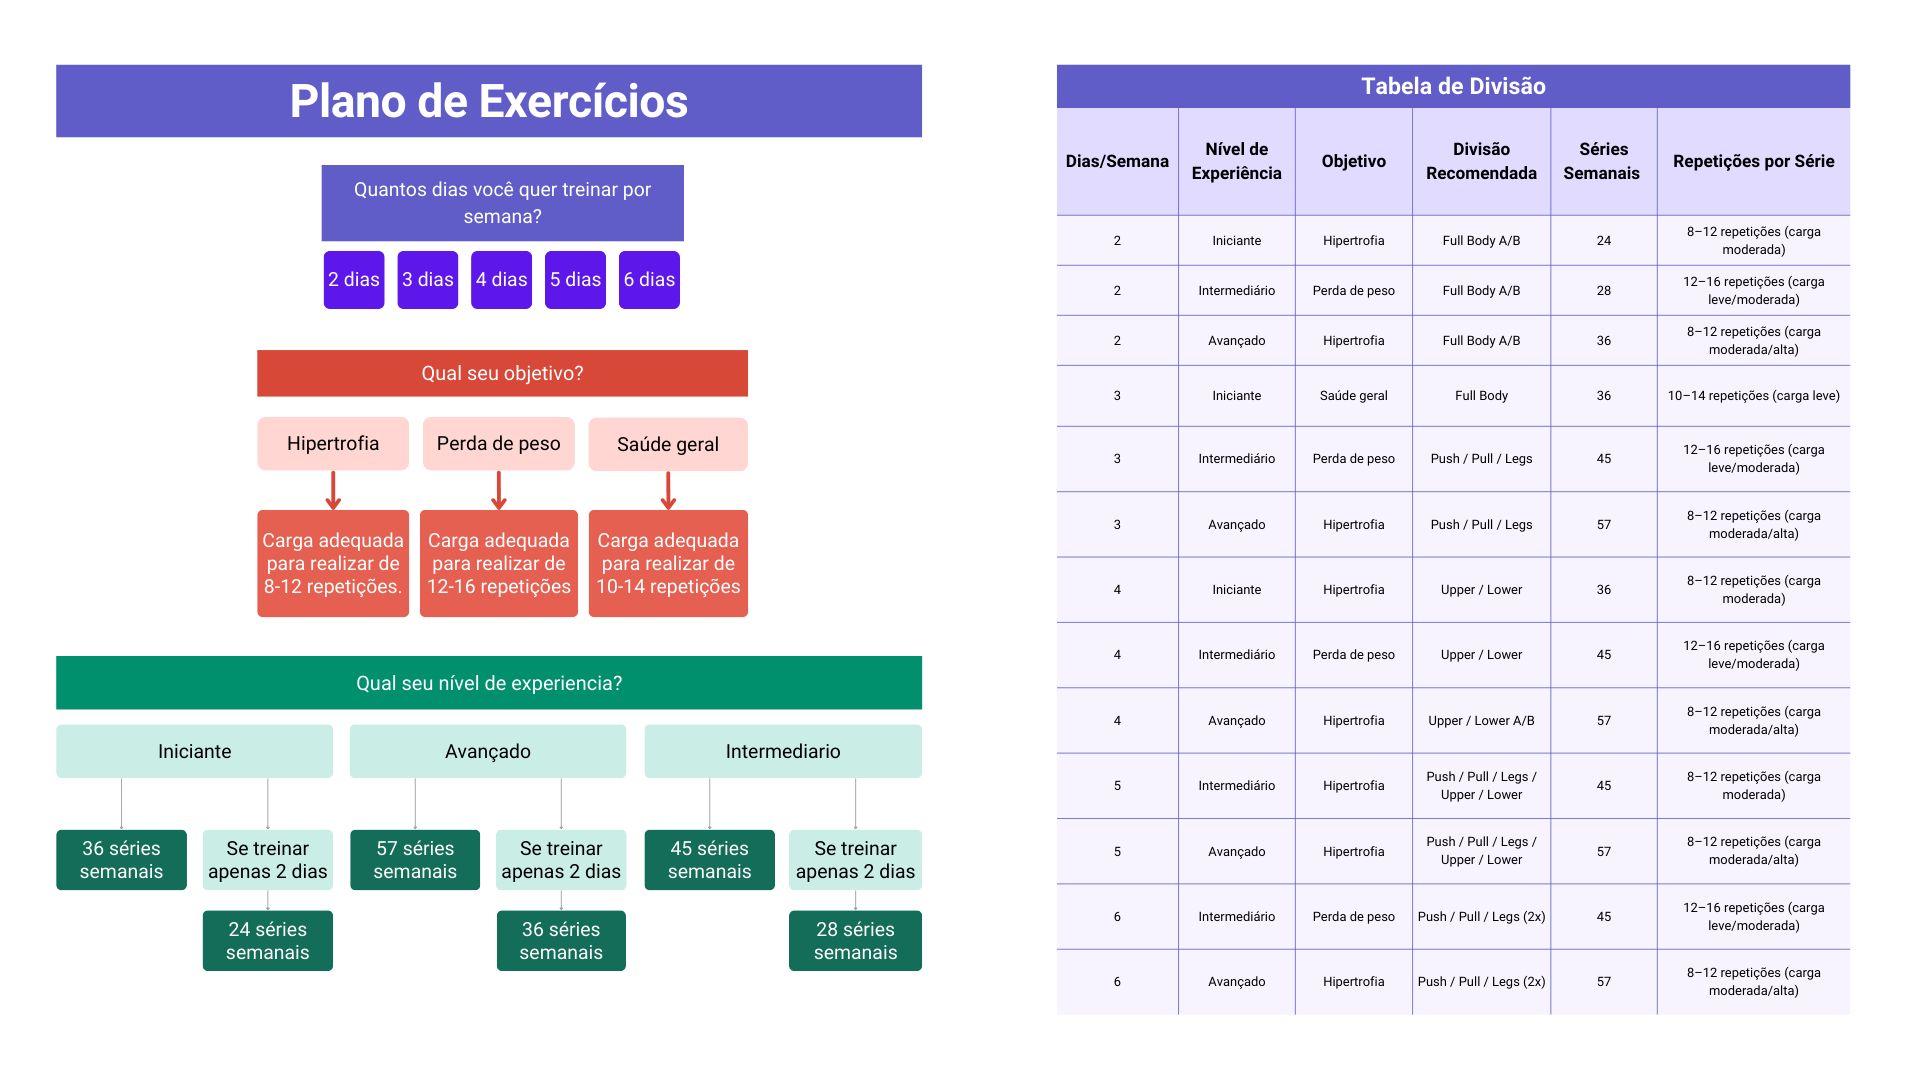 Plano de Exercícios
Quantos dias você quer treinar por
semana?
2 dias
3 dias
4 dias
5 dias
6 dias
Qual seu objetivo?
Hipertrofia
Perda de peso
Saúde geral
Carga adequada
para realizar de
8-12 repetições.
Carga adequada
para realizar de
12-16 repetições
Carga adequada
para realizar de
10-14 repetições
Qual seu nível de experiencia?
Iniciante
Avançado
Intermediario
36 séries
semanais
Se treinar
apenas 2 dias
57 séries
semanais
Se treinar
apenas 2 dias
45 séries
semanais
Se treinar
apenas 2 dias
24 séries
semanais
36 séries
semanais
28 séries
semanais
Tabela de Divisão
Dias/Semana
Nível de
Experiência
Objetivo
Divisão
Recomendada
Séries
Semanais
Repetições por Série
2
Iniciante
Hipertrofia
Full Body A/B
24
8–12 repetições (carga
moderada)
2
Intermediário
Perda de peso
Full Body A/B
28
12–16 repetições (carga
leve/moderada)
2
Avançado
Hipertrofia
Full Body A/B
36
8–12 repetições (carga
moderada/alta)
3
Iniciante
Saúde geral
Full Body
36
10–14 repetições (carga leve)
3
Intermediário
Perda de peso
Push / Pull / Legs
45
12–16 repetições (carga
leve/moderada)
3
Avançado
Hipertrofia
Push / Pull / Legs
57
8–12 repetições (carga
moderada/alta)
4
Iniciante
Hipertrofia
Upper / Lower
36
8–12 repetições (carga
moderada)
4
Intermediário
Perda de peso
Upper / Lower
45
12–16 repetições (carga
leve/moderada)
4
Avançado
Hipertrofia
Upper / Lower A/B
57
8–12 repetições (carga
moderada/alta)
5
Intermediário
Hipertrofia
Push / Pull / Legs /
Upper / Lower
45
8–12 repetições (carga
moderada)
5
Avançado
Hipertrofia
Push / Pull / Legs /
Upper / Lower
57
8–12 repetições (carga
moderada/alta)
6
Intermediário
Perda de peso
Push / Pull / Legs (2x)
45
12–16 repetições (carga
leve/moderada)
6
Avançado
Hipertrofia
Push / Pull / Legs (2x)
57
8–12 repetições (carga
moderada/alta)